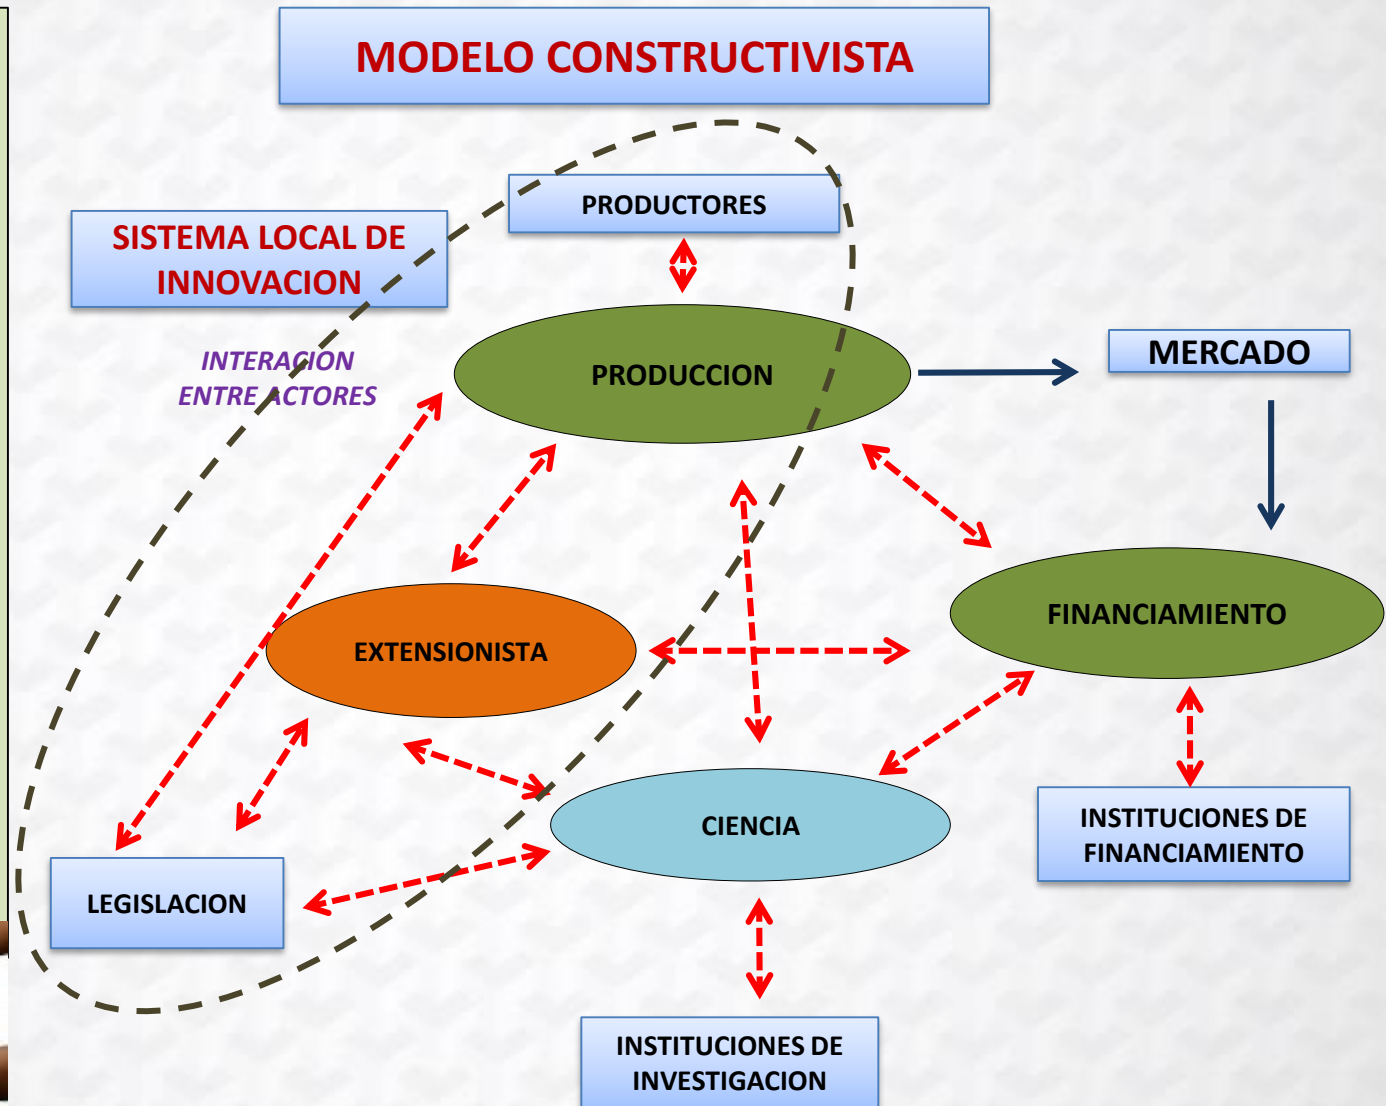 MODELO CONSTRUCTIVISTA
PRODUCTORES
SISTEMA LOCAL DE
INNOVACION
INTERACION
ENTRE ACTORES
PRODUCCION
MERCADO
EXTENSIONISTA
FINANCIAMIENTO
CIENCIA
INSTITUCIONES DE
FINANCIAMIENTO
LEGISLACION
INSTITUCIONES DE
INVESTIGACION